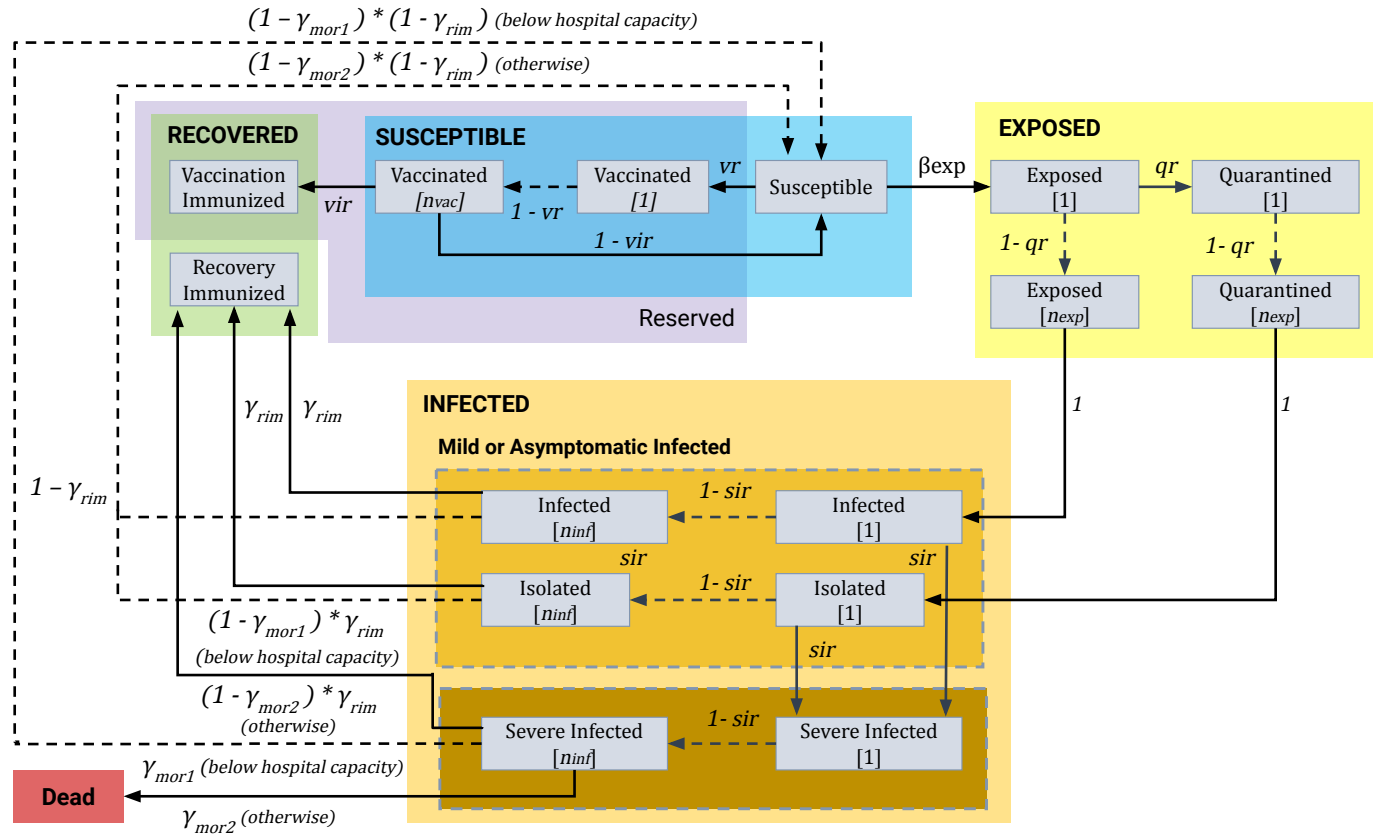 (1 – γmor1) * (1 - γrim) (below hospital capacity)
(1 – γmor2) * (1 - γrim) (otherwise)
RECOVERED
SUSCEPTIBLE
EXPOSED
Vaccination
Immunized
vir
Vaccinated
[nvac]
1 - vr
Vaccinated
[1]
vr
Susceptible
βexp
Exposed
[1]
qr
Quarantined
[1]
1 - vir
1- qr
1- qr
Recovery
Immunized
Exposed
[nexp]
Quarantined
[nexp]
Reserved
1
1
γrim
γrim
1 – γrim
INFECTED
Mild or Asymptomatic Infected
Infected
[ninf]
1- sir
Infected
[1]
sir
sir
Isolated
[ninf]
1- sir
Isolated
[1]
sir
(1 - γmor1) * γrim
(below hospital capacity)
(1 - γmor2) * γrim
(otherwise)
Severe Infected
[ninf]
1- sir
Severe Infected
[1]
γmor1 (below hospital capacity)
Dead
γmor2 (otherwise)